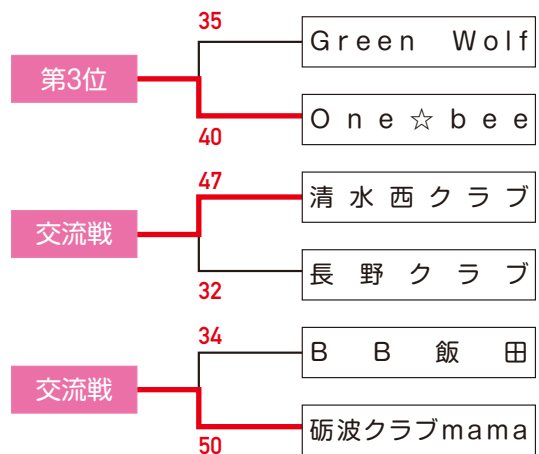 35
Green Wolf
第3位
One☆bee
40
47
清水西クラブ
交流戦
長野クラブ
32
34
BB飯田
交流戦
砺波クラブmama
50